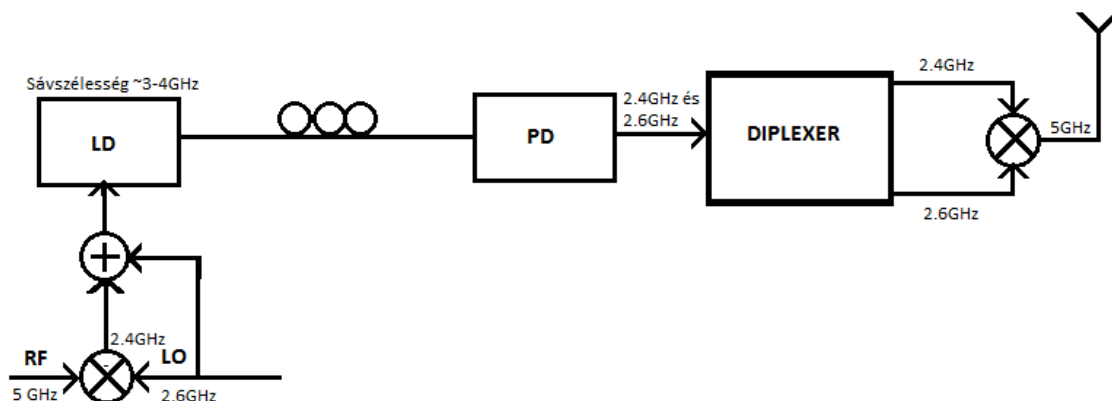 Sávszélesség ~3-4GHz
LD
PD
2.4GHz és
2.6GHz
DIPLEXER
2.4GHz
5GHz
2.6GHz
2.4GHz
RF
LO
5 GHz
2.6GHz